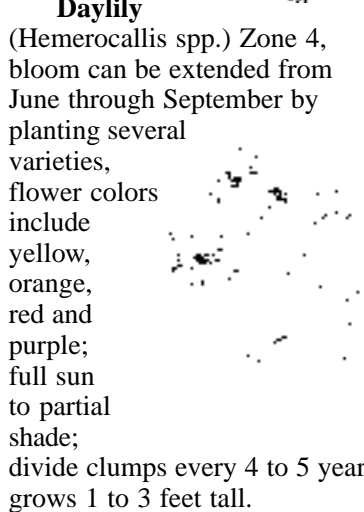 Daylily
(Hemerocallis spp.) Zone 4,
bloom can be extended from
June through September by
planting several
varieties,
flower colors
include
yellow,
orange,
red and
purple;
full sun
to partial
shade;
divide clumps every 4 to 5 year
grows 1 to 3 feet tall.